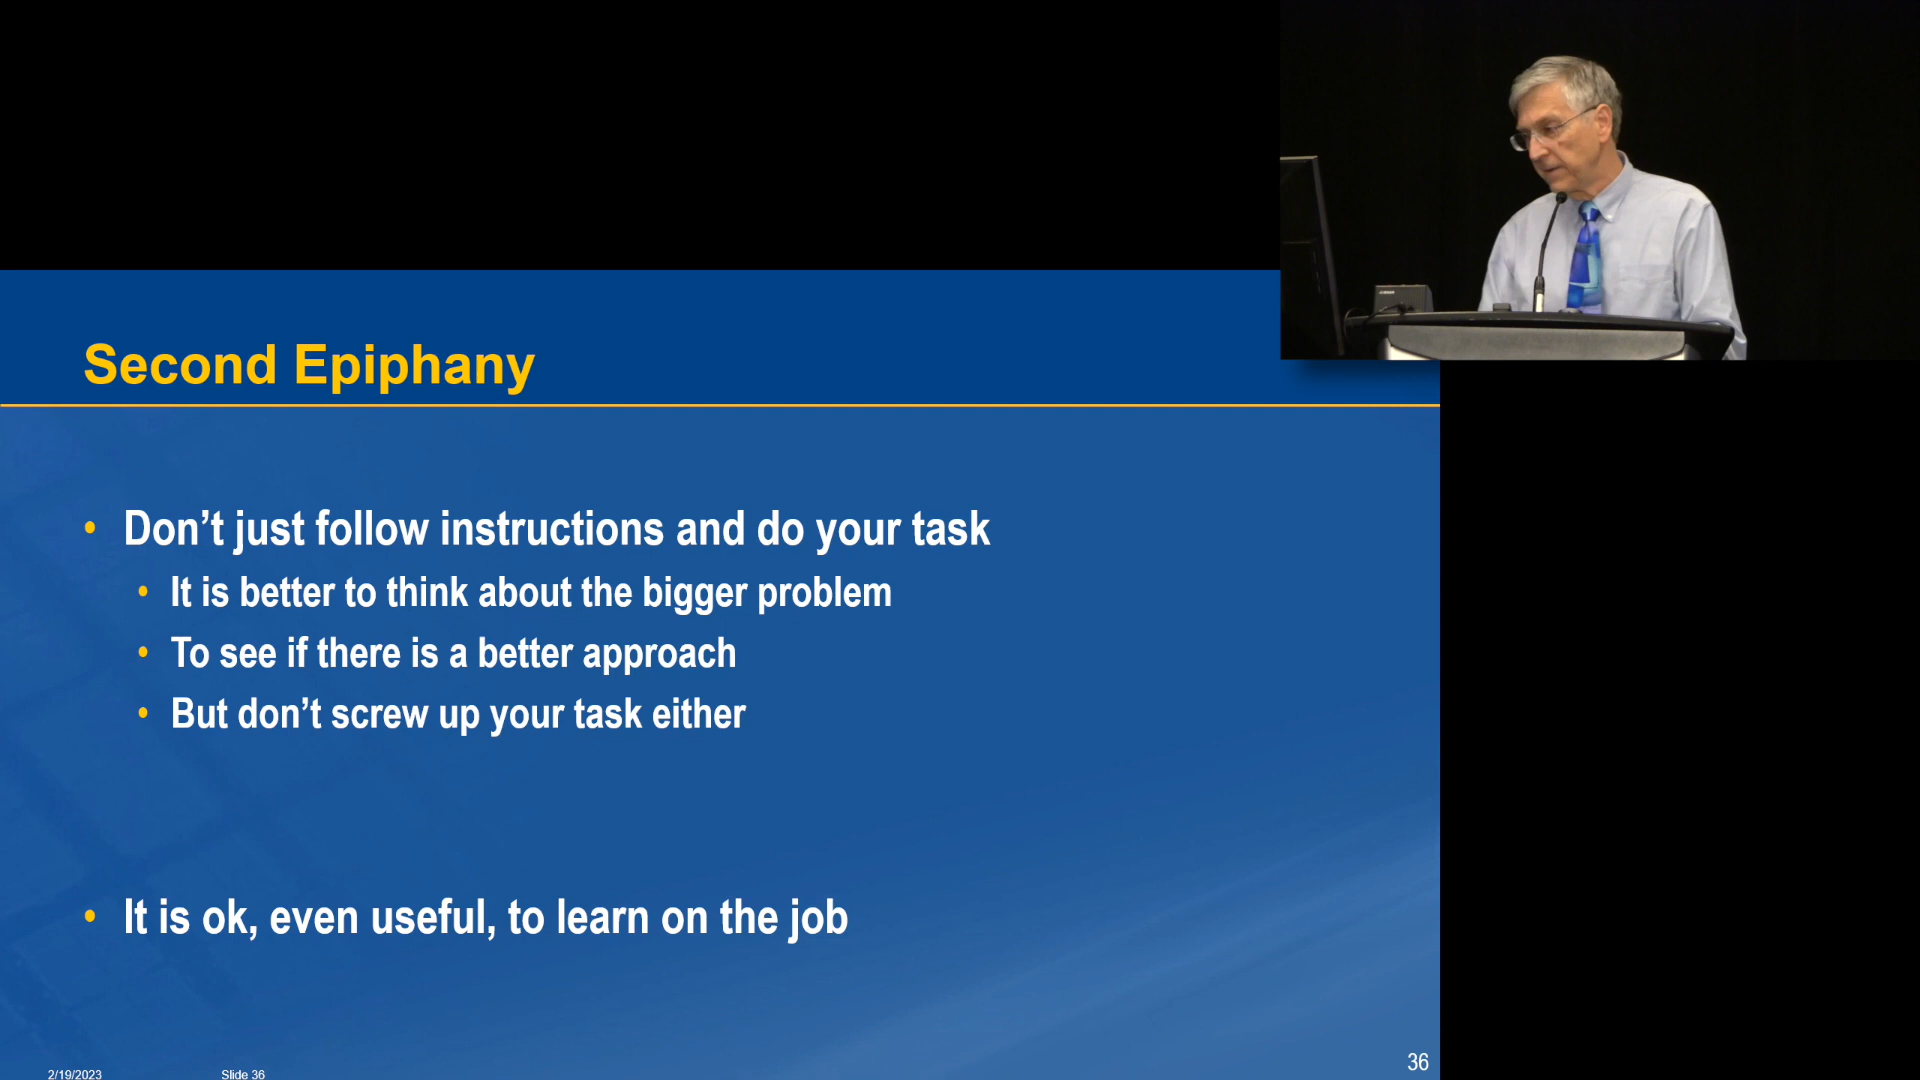 Second Epiphany
• Don’t just follow instructions and do your task
• It is better to think about the bigger problem
• To see if there is a better approach
• But don’t screw up your task either
• It is ok, even useful, to learn on the job
2/19/2023 Slide 36
36